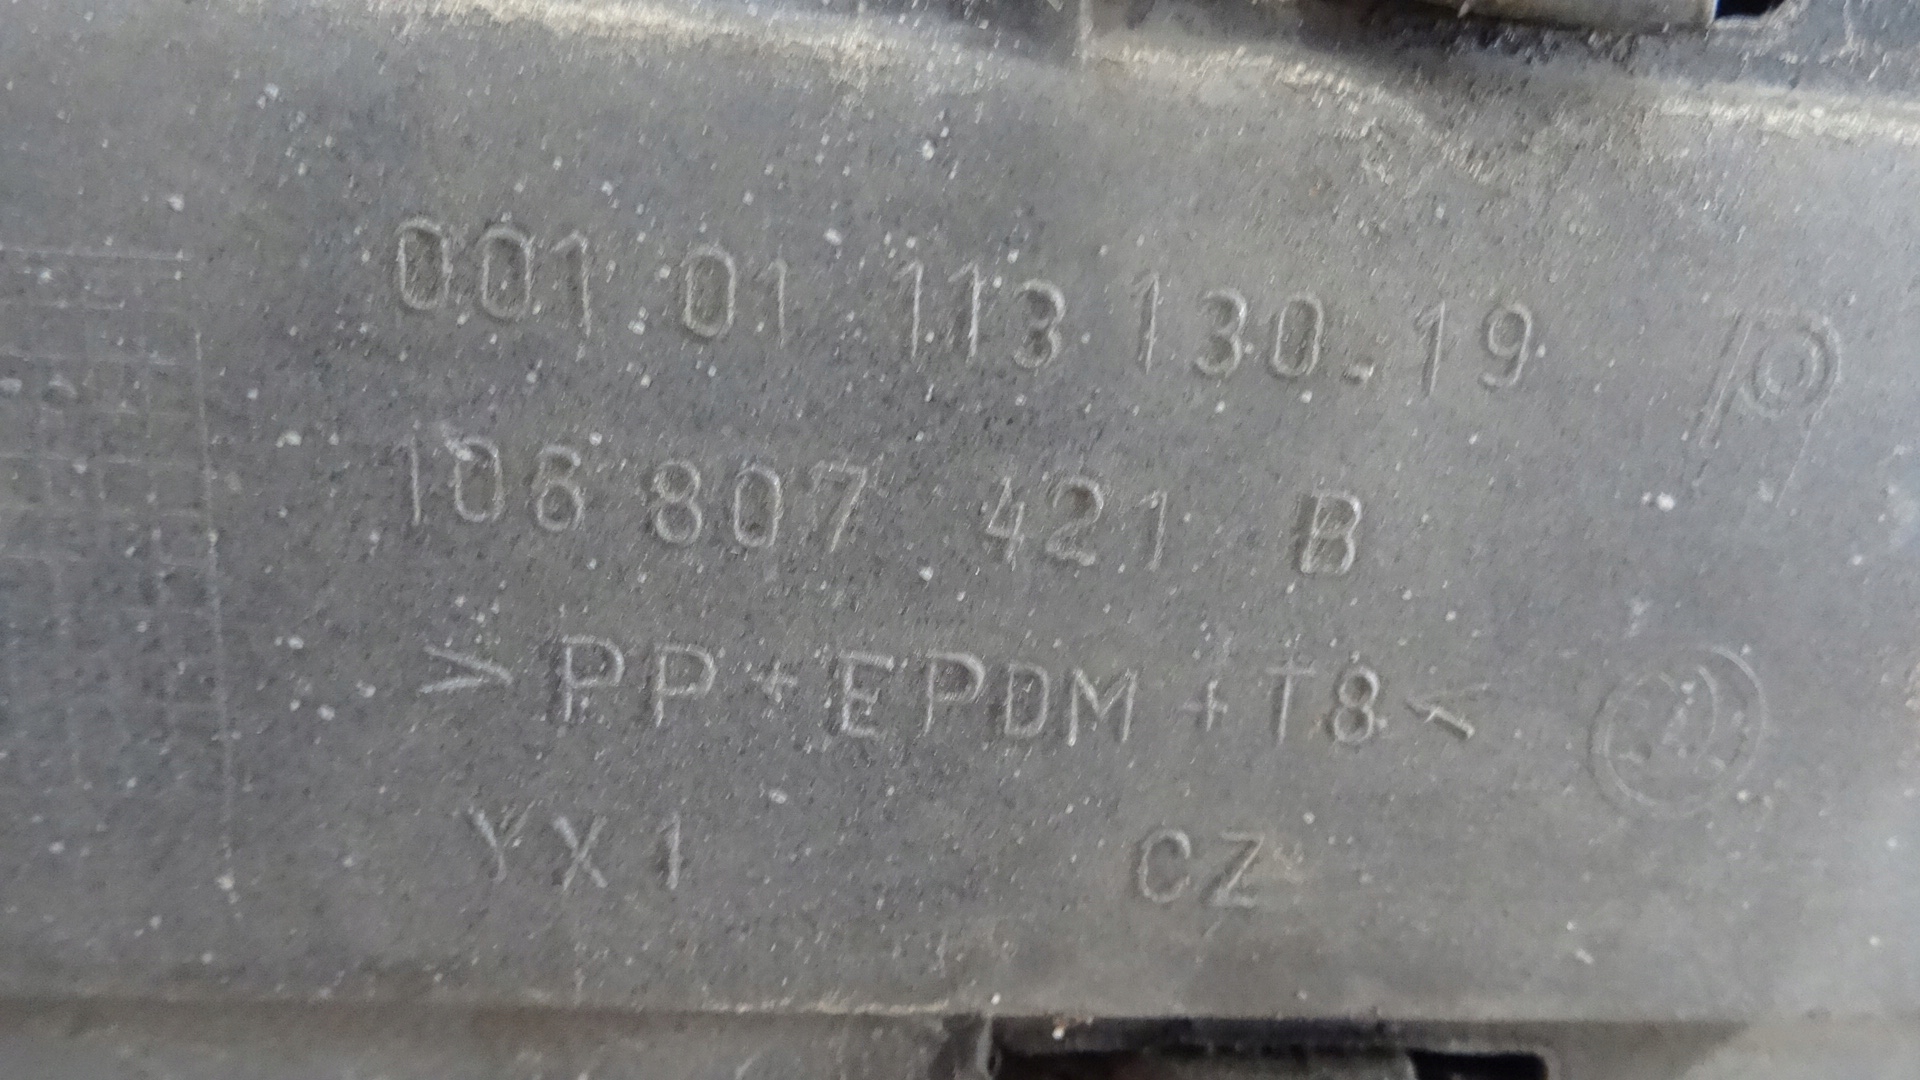 001 01 113 130-19
106 807 421 B
>PP+EPDM+T8<
YX1 CZ